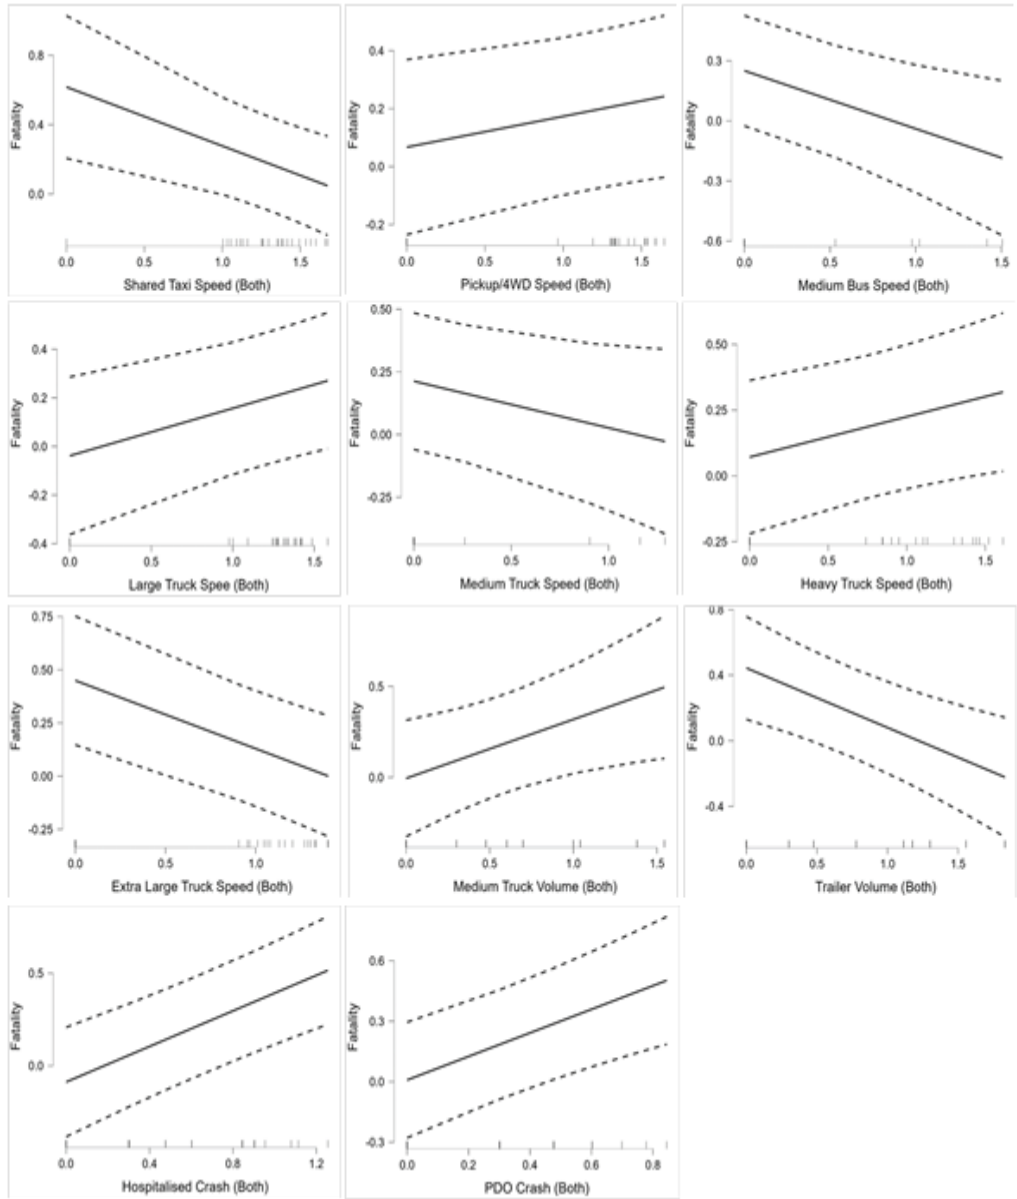 0.8
0.4
0.0
Fatality
0.0 0.5 1.0 1.5
Shared Taxi Speed (Both)
0.4
0.2
0.0
-0.2
Fatality
0.0 0.5 1.0 1.5
Pickup/4WD Speed (Both)
0.3
0.0
-0.3
-0.6
Fatality
0.0 0.5 1.0 1.5
Medium Bus Speed (Both)
0.4
0.2
0.0
-0.2
-0.4
Fatality
0.0 0.5 1.0 1.5
Large Truck Spee (Both)
0.50
0.25
0.00
-0.25
Fatality
0.0 0.5 1.0
Medium Truck Speed (Both)
0.50
0.25
0.00
-0.25
Fatality
0.0 0.5 1.0 1.5
Heavy Truck Speed (Both)
0.75
0.50
0.25
0.00
-0.25
Fatality
0.0 0.5 1.0
Extra Large Truck Speed (Both)
0.5
0.0
Fatality
0.0 0.5 1.0 1.5
Medium Truck Volume (Both)
0.8
0.4
0.0
-0.4
Fatality
0.0 0.5 1.0 1.5
Trailer Volume (Both)
0.5
0.0
Fatality
0.0 0.4 0.8 1.2
Hospitalised Crash (Both)
0.6
0.3
0.0
-0.3
Fatality
0.0 0.2 0.4 0.6 0.8
PDO Crash (Both)